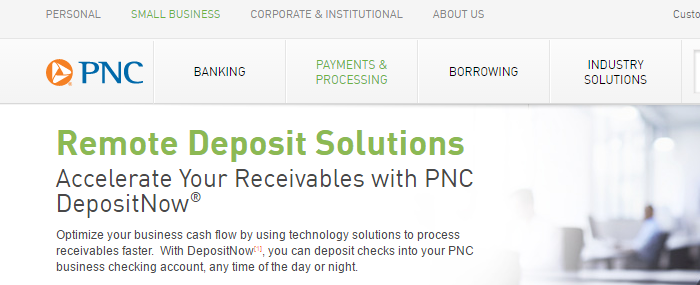 PERSONAL SMALL BUSINESS CORPORATE & INSTITUTIONAL ABOUT US Custo
PNC BANKING PAYMENTS & PROCESSING BORROWING INDUSTRY SOLUTIONS
Remote Deposit Solutions
Accelerate Your Receivables with PNC
DepositNow®
Optimize your business cash flow by using technology solutions to process
receivables faster. With DepositNow[1], you can deposit checks into your PNC
business checking account, any time of the day or night.